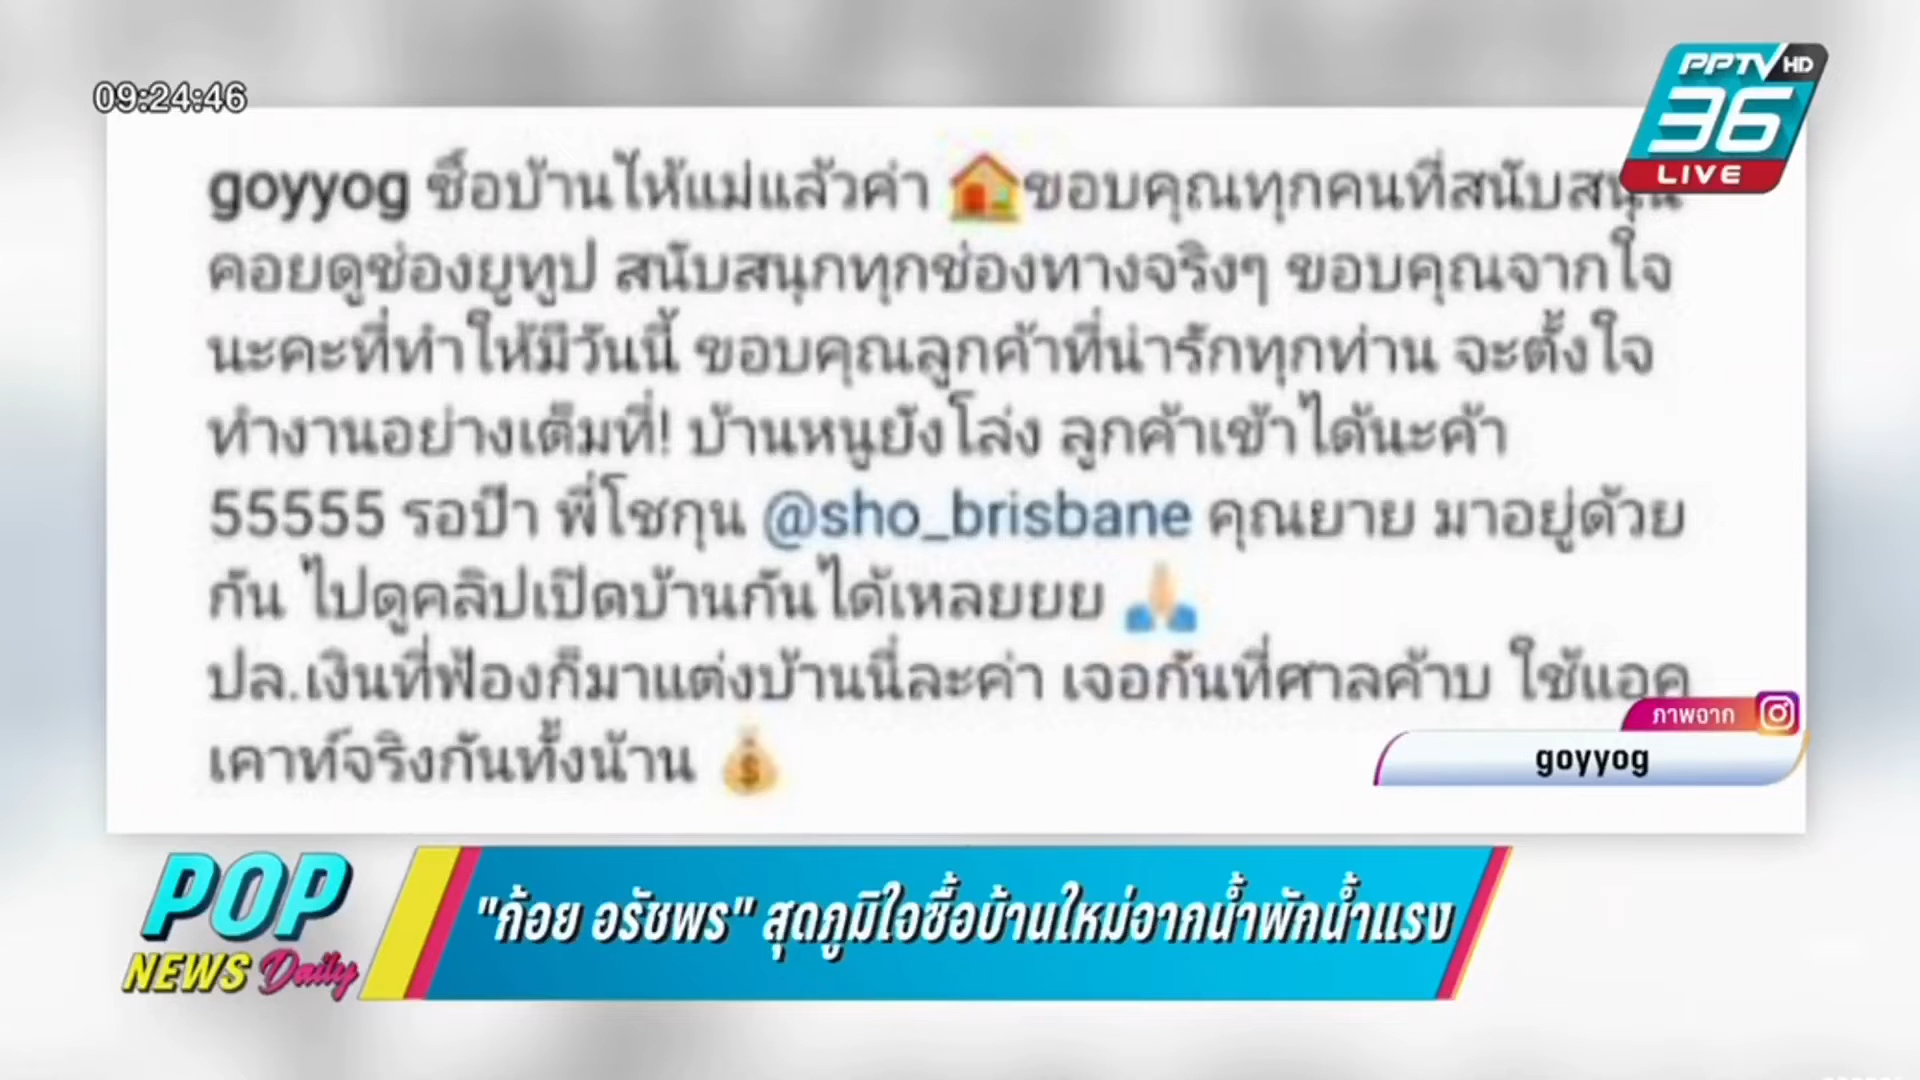 09:24:46
PPTV HD
36
LIVE
goyyog ซื้อบ้านให้แม่แล้วค่า 🏠ขอบคุณทุกคนที่สนับสนุน
คอยดูช่องยูทูป สนับสนุกทุกช่องทางจริงๆ ขอบคุณจากใจ
นะคะที่ทำให้มีวันนี้ ขอบคุณลูกค้าที่น่ารักทุกท่าน จะตั้งใจ
ทำงานอย่างเต็มที่! บ้านหนูยังโล่ง ลูกค้าเข้าได้นะค้า
55555 รอป๊า พี่โชกุน @sho_brisbane คุณยาย มาอยู่ด้วย
กัน ไปดูคลิปเปิดบ้านกันได้เหลยยย 🙏🏻
ปล.เงินที่ฟ้องก็มาแต่งบ้านนี่ละค่า เจอกันที่ศาลค้าบ ใช้แอค
เคาท์จริงกันทั้งน้าน 💰
ภาพจาก
goyyog
POP
NEWS Daily
"ก้อย อรัชพร" สุดภูมิใจซื้อบ้านใหม่จากน้ำพักน้ำแรง